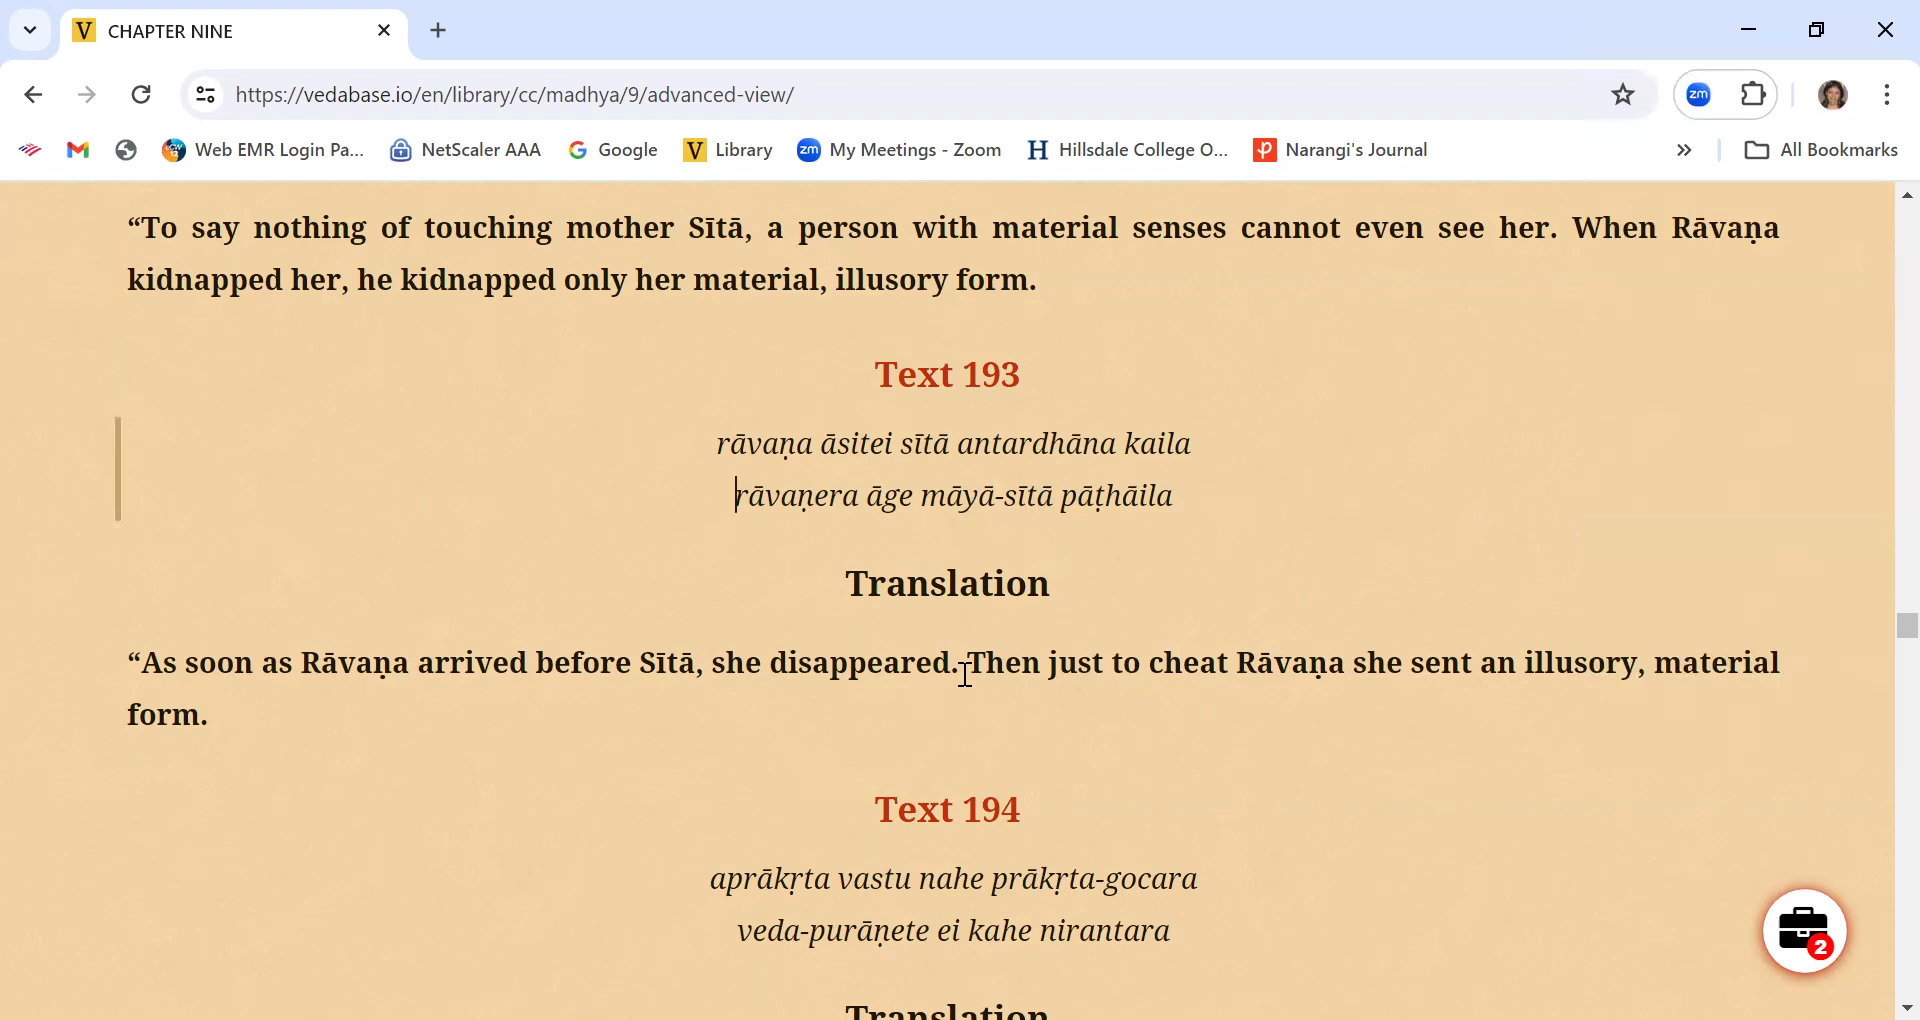 CHAPTER NINE
https://vedabase.io/en/library/cc/madhya/9/advanced-view/
zm
Web EMR Login Pa... NetScaler AAA Google V Library zm My Meetings - Zoom H Hillsdale College O... Narangi's Journal » All Bookmarks
“To say nothing of touching mother Sītā, a person with material senses cannot even see her. When Rāvaṇa
kidnapped her, he kidnapped only her material, illusory form.
Text 193
rāvaṇa āsitei sītā antardhāna kaila
rāvaṇera āge māyā-sītā pāṭhāila
Translation
“As soon as Rāvaṇa arrived before Sītā, she disappeared. Then just to cheat Rāvaṇa she sent an illusory, material
form.
Text 194
aprākṛta vastu nahe prākṛta-gocara
veda-purāṇete ei kahe nirantara
2
Translation